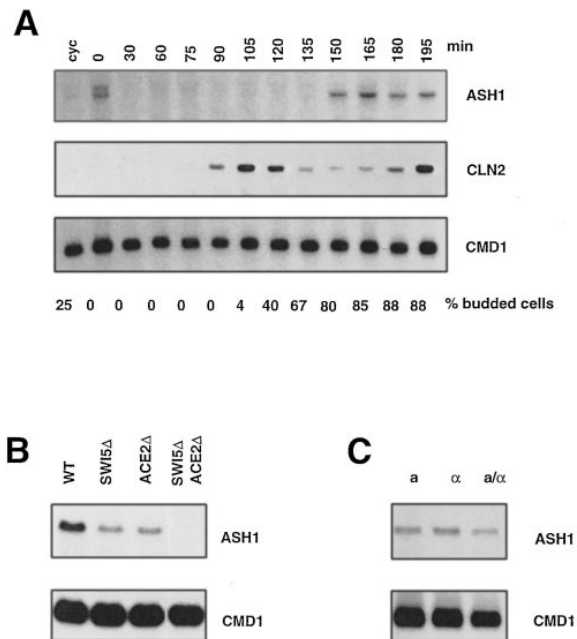 A
cyc 0 30 60 75 90 105 120 135 150 165 180 195 min
ASH1
CLN2
CMD1
25 0 0 0 0 0 4 40 67 80 85 88 88 % budded cells
B
WT SWI5Δ ACE2Δ SWI5Δ ACE2Δ
ASH1
CMD1
C
a α a/α
ASH1
CMD1